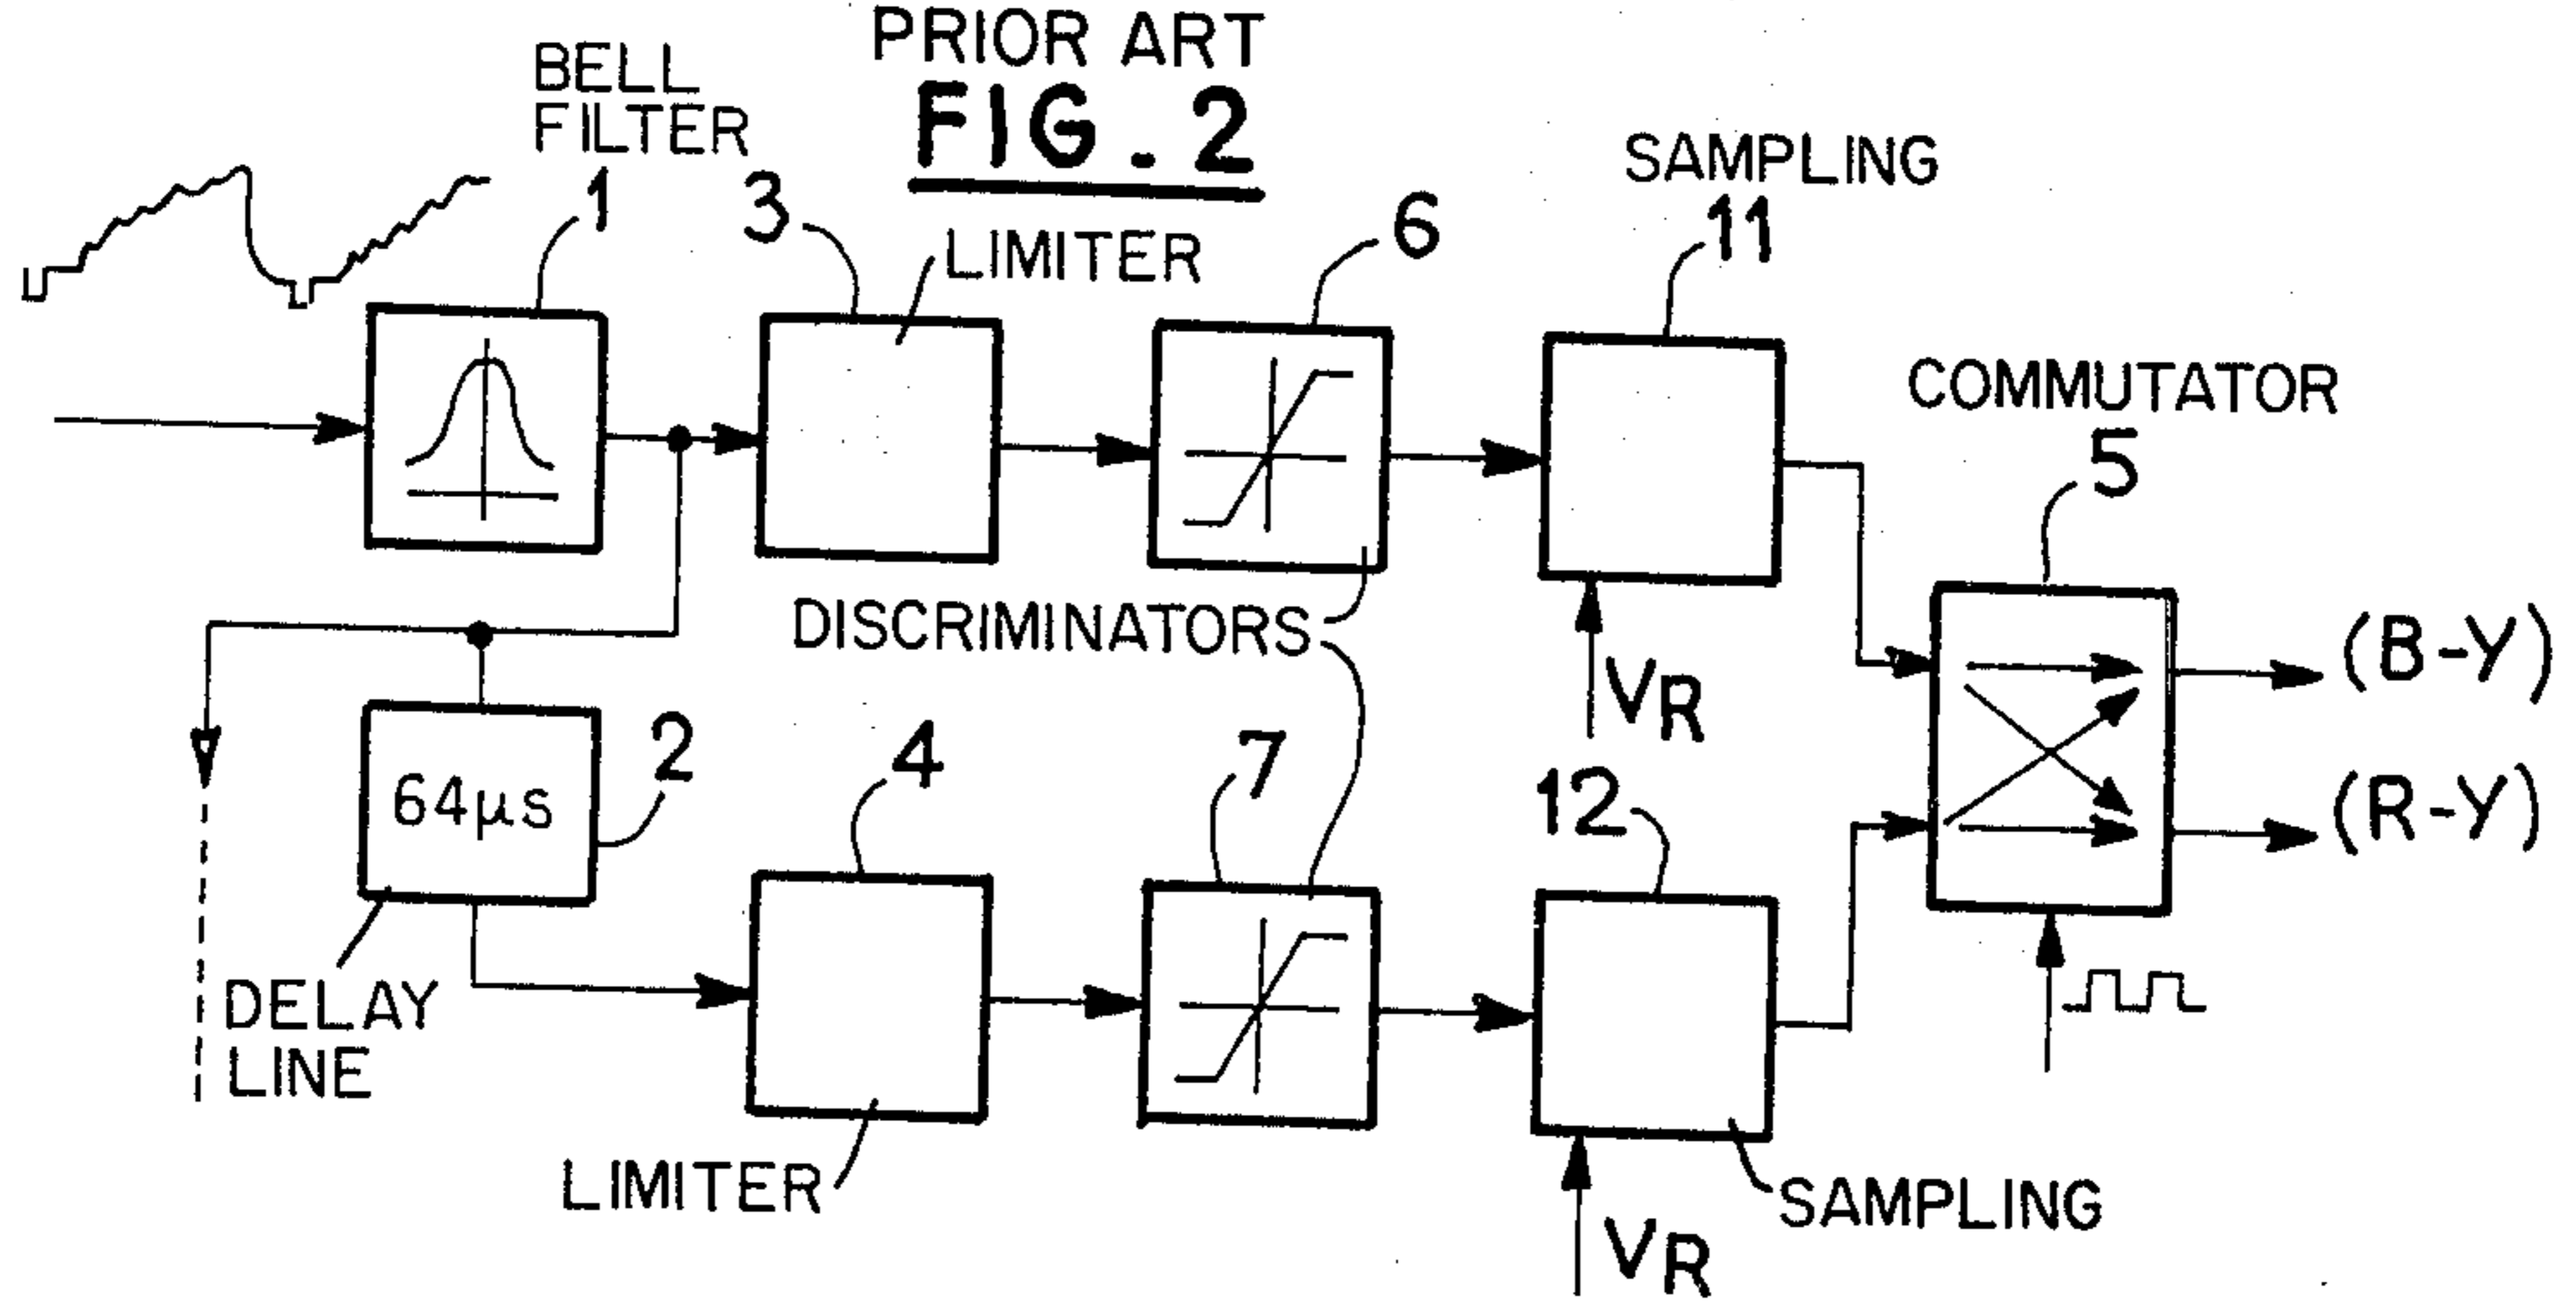 PRIOR ART
FIG. 2
BELL
FILTER
1
3
LIMITER
6
SAMPLING
11
COMMUTATOR
5
DISCRIMINATORS
VR
(B-Y)
(R-Y)
64µs
2
4
7
12
DELAY
LINE
LIMITER
SAMPLING
VR